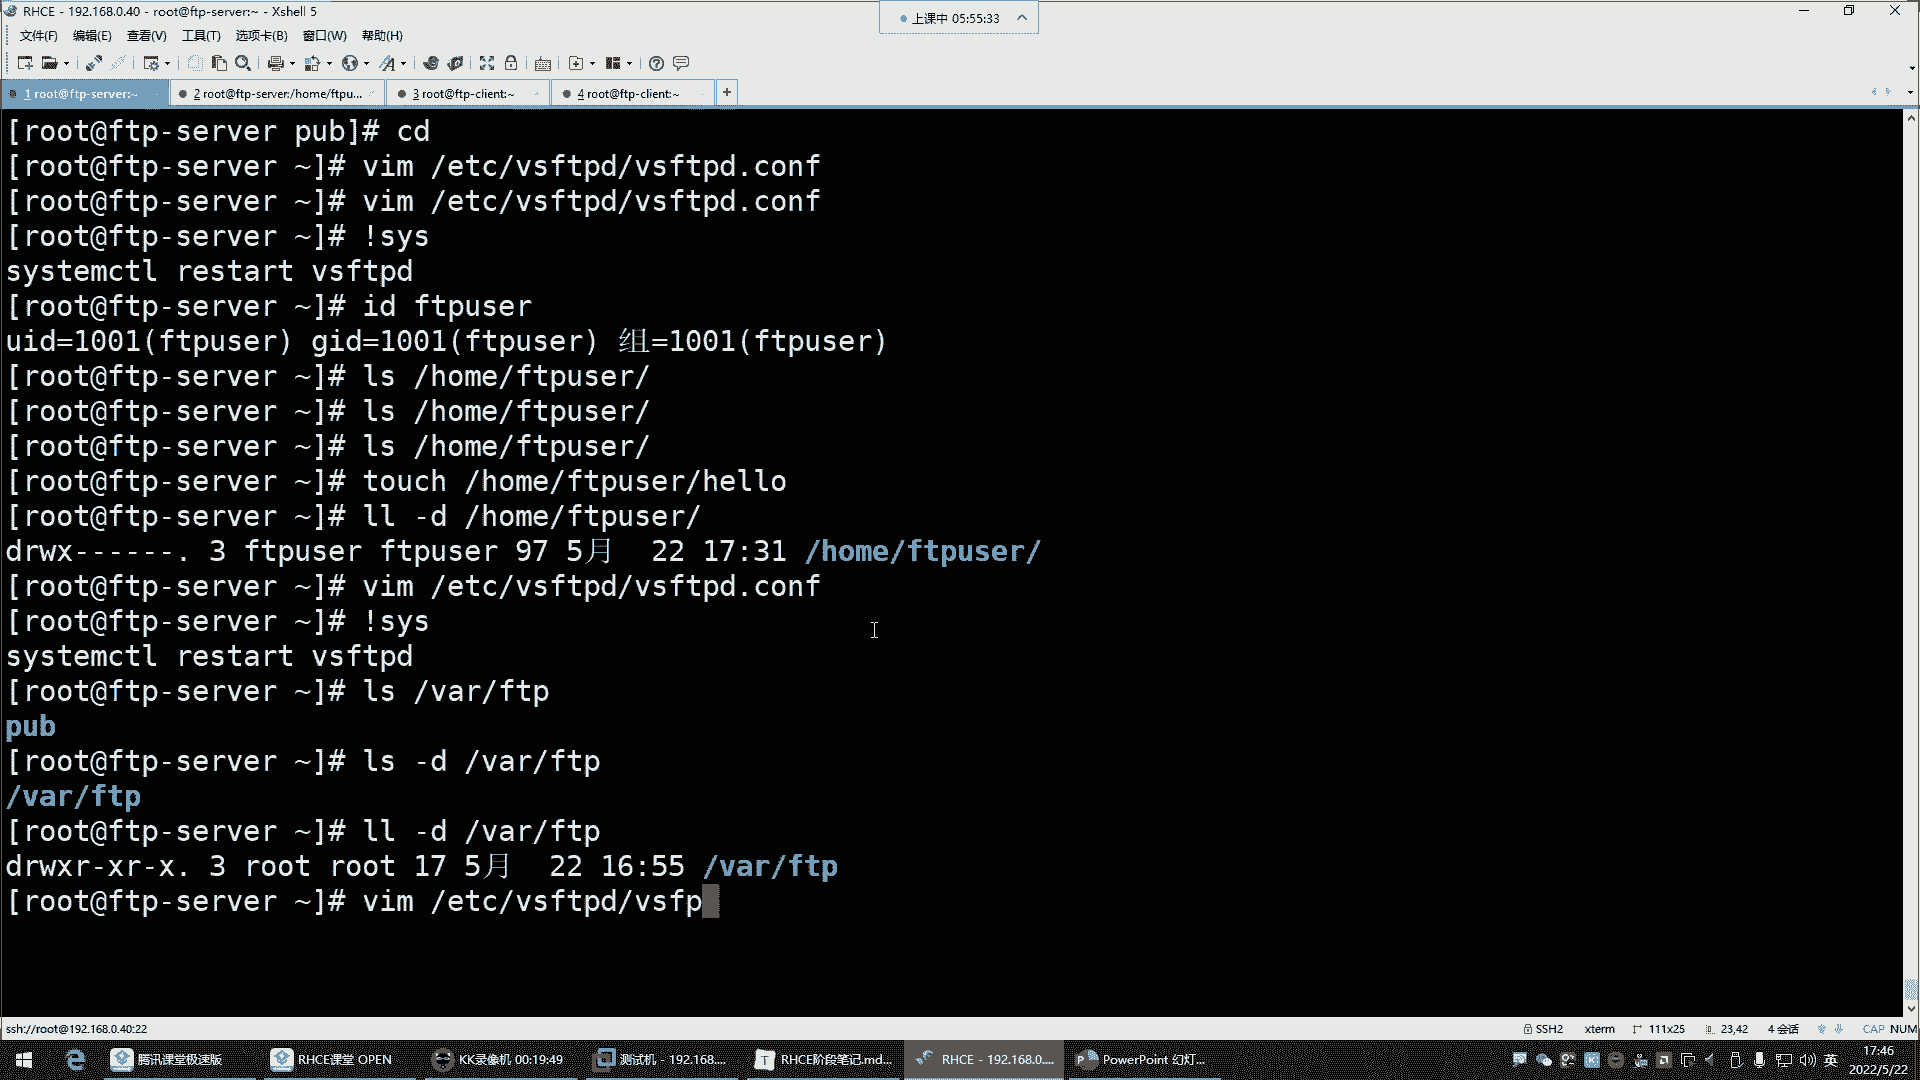 RHCE - 192.168.0.40 - root@ftp-server:~ - Xshell 5
上课中 05:55:33
文件(F) 编辑(E) 查看(V) 工具(T) 选项卡(B) 窗口(W) 帮助(H)
1 root@ftp-server:~ 2 root@ftp-server:/home/ftpu... 3 root@ftp-client:~ 4 root@ftp-client:~ +
[root@ftp-server pub]# cd
[root@ftp-server ~]# vim /etc/vsftpd/vsftpd.conf
[root@ftp-server ~]# vim /etc/vsftpd/vsftpd.conf
[root@ftp-server ~]# !sys
systemctl restart vsftpd
[root@ftp-server ~]# id ftpuser
uid=1001(ftpuser) gid=1001(ftpuser) 组=1001(ftpuser)
[root@ftp-server ~]# ls /home/ftpuser/
[root@ftp-server ~]# ls /home/ftpuser/
[root@ftp-server ~]# ls /home/ftpuser/
[root@ftp-server ~]# touch /home/ftpuser/hello
[root@ftp-server ~]# ll -d /home/ftpuser/
drwx------. 3 ftpuser ftpuser 97 5月  22 17:31 /home/ftpuser/
[root@ftp-server ~]# vim /etc/vsftpd/vsftpd.conf
[root@ftp-server ~]# !sys
systemctl restart vsftpd
[root@ftp-server ~]# ls /var/ftp
pub
[root@ftp-server ~]# ls -d /var/ftp
/var/ftp
[root@ftp-server ~]# ll -d /var/ftp
drwxr-xr-x. 3 root root 17 5月  22 16:55 /var/ftp
[root@ftp-server ~]# vim /etc/vsftpd/vsfp
ssh://root@192.168.0.40:22 SSH2 xterm 111x25 23,42 4 会话 CAP NUM
腾讯课堂极速版 RHCE课堂 OPEN KK录像机 00:19:49 测试机 - 192.168.... RHCE阶段笔记.md... RHCE - 192.168.0.... PowerPoint 幻灯... 英 17:46
2022/5/22